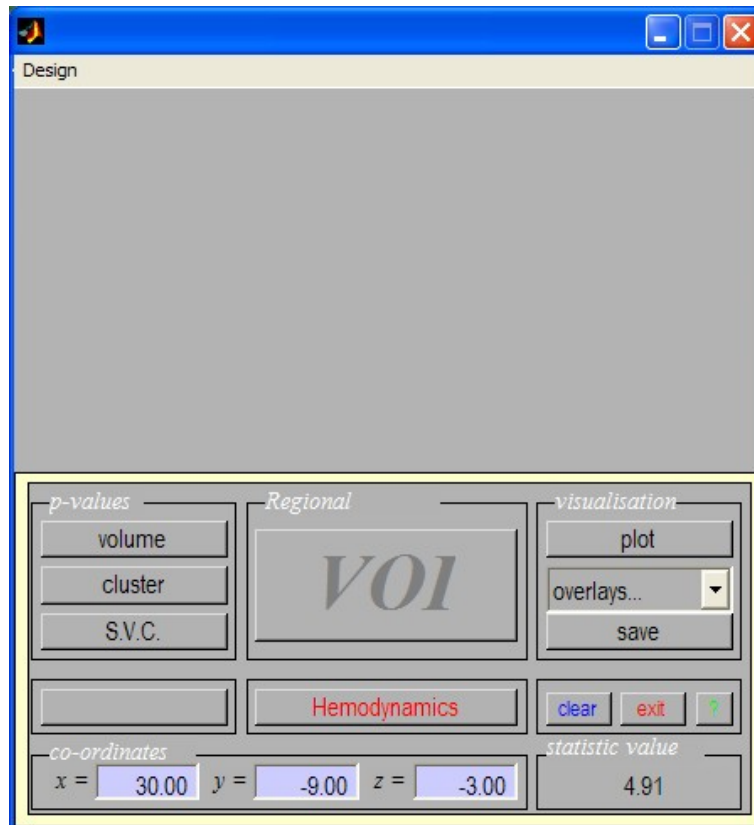 Design
p-values Regional visualisation
volume VOI plot
cluster overlays...
S.V.C. save
Hemodynamics clear exit ?
co-ordinates statistic value
x = 30.00 y = -9.00 z = -3.00 4.91